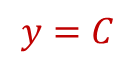 y = C